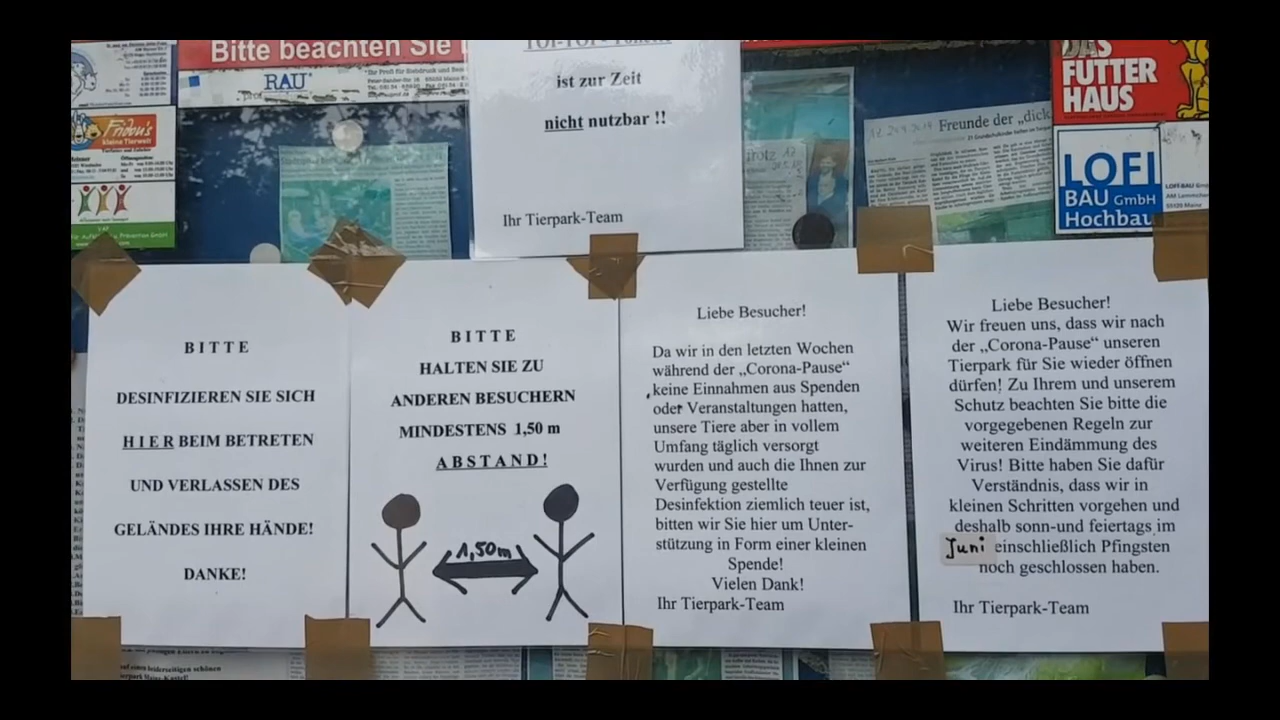 Bitte beachten Sie
RAU
DAS
FUTTER
HAUS
Fridon's
kleine Tierwelt
Freunde der „dick
LOFI
BAU GmbH
Hochbau
ist zur Zeit
nicht nutzbar !!
Ihr Tierpark-Team
BITTE
DESINFIZIEREN SIE SICH
HIER BEIM BETRETEN
UND VERLASSEN DES
GELÄNDES IHRE HÄNDE!
DANKE!
BITTE
HALTEN SIE ZU
ANDEREN BESUCHERN
MINDESTENS 1,50 m
ABSTAND!
1,50m
Liebe Besucher!
Da wir in den letzten Wochen
während der „Corona-Pause“
keine Einnahmen aus Spenden
oder Veranstaltungen hatten,
unsere Tiere aber in vollem
Umfang täglich versorgt
wurden und auch die Ihnen zur
Verfügung gestellte
Desinfektion ziemlich teuer ist,
bitten wir Sie hier um Unter-
stützung in Form einer kleinen
Spende!
Vielen Dank!
Ihr Tierpark-Team
Liebe Besucher!
Wir freuen uns, dass wir nach
der „Corona-Pause“ unseren
Tierpark für Sie wieder öffnen
dürfen! Zu Ihrem und unserem
Schutz beachten Sie bitte die
vorgegebenen Regeln zur
weiteren Eindämmung des
Virus! Bitte haben Sie dafür
Verständnis, dass wir in
kleinen Schritten vorgehen und
deshalb sonn-und feiertags im
Juni einschließlich Pfingsten
noch geschlossen haben.
Ihr Tierpark-Team